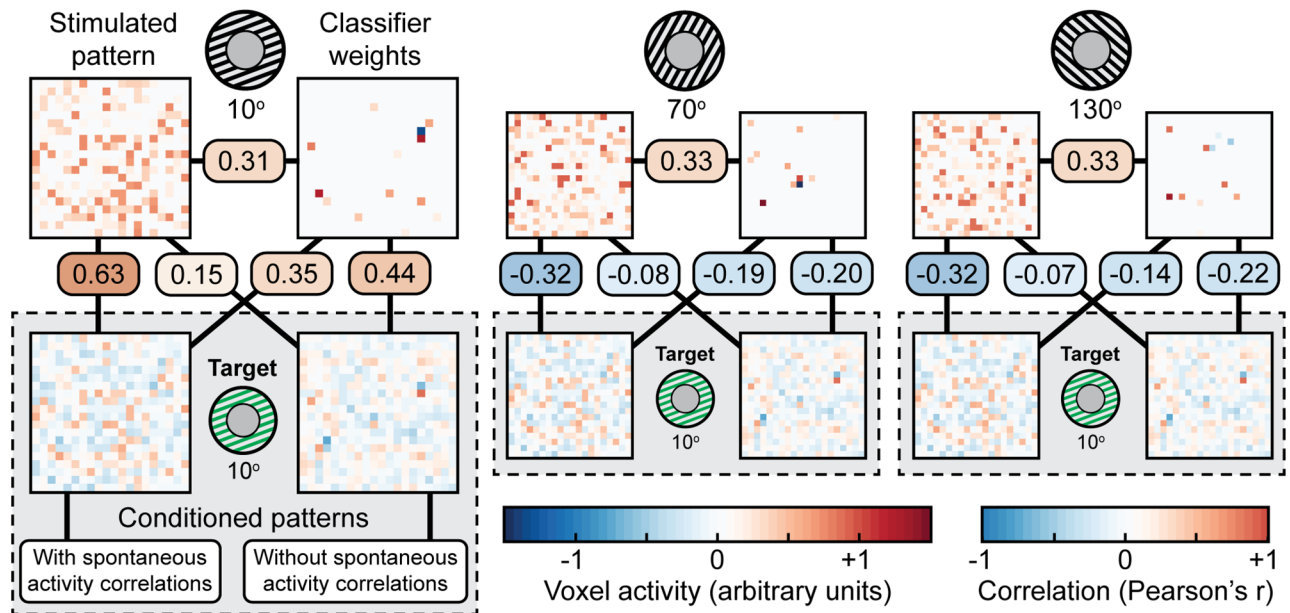 Stimulated
pattern
Classifier
weights
10°
0.31
0.63
0.15
0.35
0.44
Target
10°
Conditioned patterns
With spontaneous
activity correlations
Without spontaneous
activity correlations
70°
0.33
-0.32
-0.08
-0.19
-0.20
Target
10°
130°
0.33
-0.32
-0.07
-0.14
-0.22
Target
10°
-1 0 +1
Voxel activity (arbitrary units)
-1 0 +1
Correlation (Pearson's r)